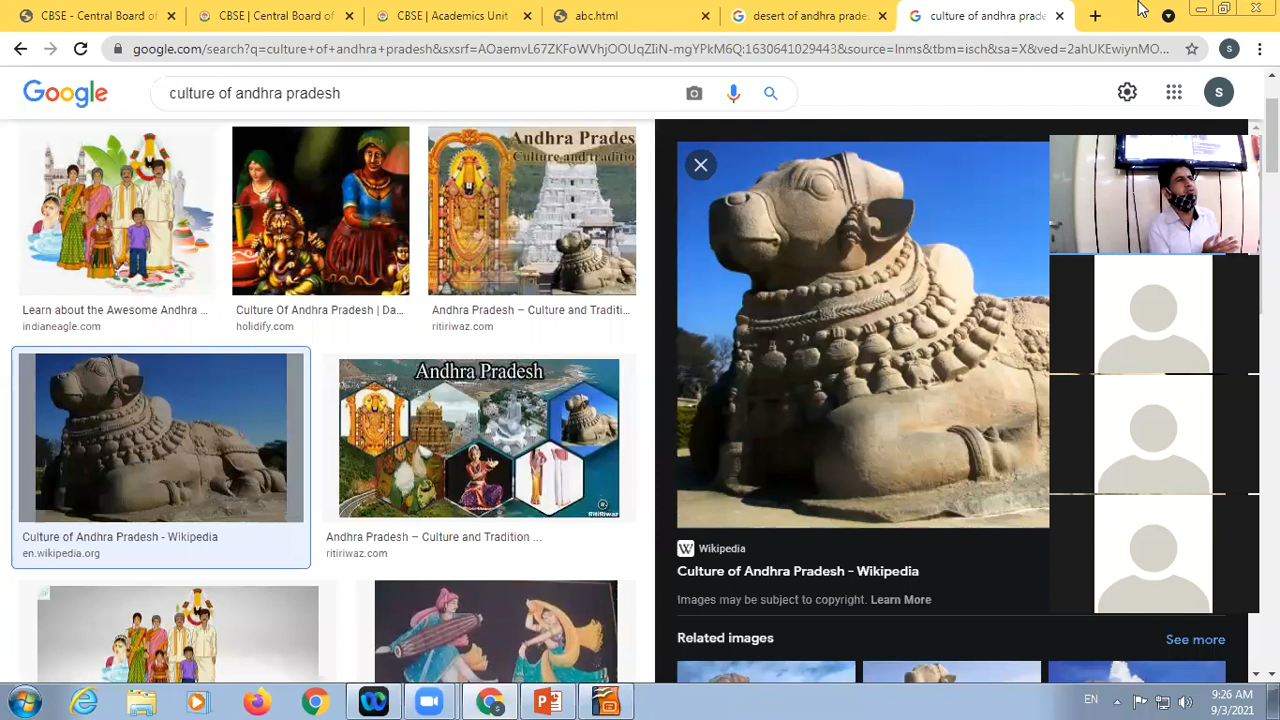 CBSE - Central Board of
CBSE | Central Board of
CBSE | Academics Unit
abc.html
desert of andhra prade
culture of andhra prade
google.com/search?q=culture+of+andhra+pradesh&sxsrf=AOaemvL67ZKFoWVhjOOUqZIiN-mgYPkM6Q:1630641029443&source=lnms&tbm=isch&sa=X&ved=2ahUKEwiynMO...
S
Google
culture of andhra pradesh
S
Andhra Prades
Culture and traditio
Learn about the Awesome Andhra ...
indianeagle.com
Culture Of Andhra Pradesh | Da...
holidify.com
Andhra Pradesh – Culture and Traditi...
ritiriwaz.com
Andhra Pradesh
RitiRiwaz
Culture of Andhra Pradesh - Wikipedia
en.wikipedia.org
Andhra Pradesh – Culture and Tradition ...
ritiriwaz.com
W Wikipedia
Culture of Andhra Pradesh - Wikipedia
Images may be subject to copyright. Learn More
Related images
See more
EN
9:26 AM
9/3/2021